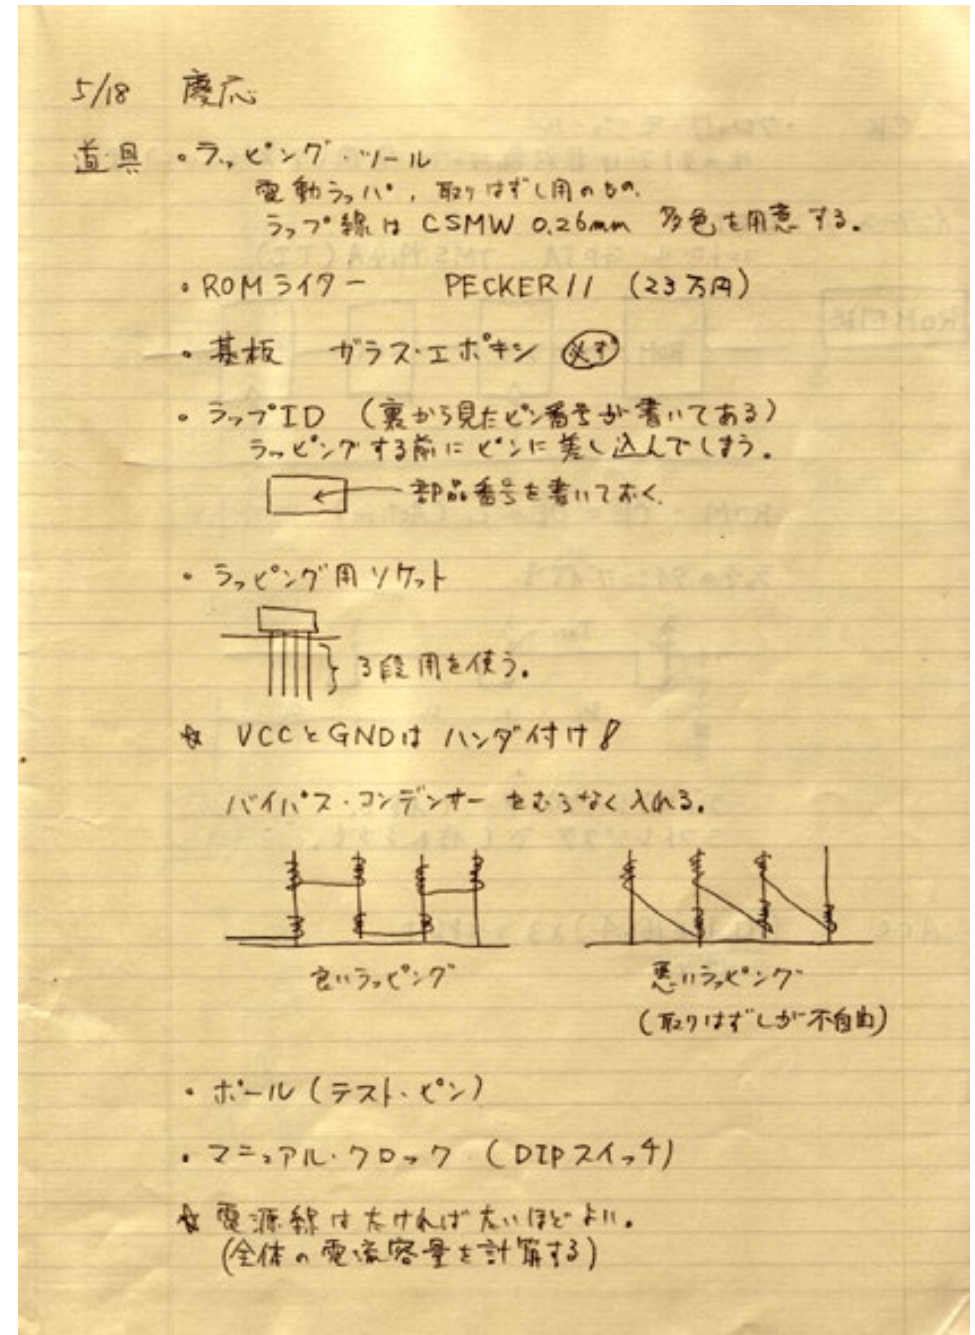 5/18 慶応
道具 ・ラッピング・ツール
電動ラッパ, 取りはずし用のもの.
ラップ線は CSMW 0.26mm 多色を用意する.
・ROMライター PECKER11 (23万円)
・基板 ガラス・エポキシ 必ず
・ラップID (裏から見たピン番号が書いてある)
ラッピングする前にピンに差し込んでしまう.
部品番号を書いておく.
・ラッピング用ソケット
3段用を使う.
☆ VCCとGNDは ハンダ付け!
バイパス・コンデンサー をむらなく入れる.
良いラッピング
悪いラッピング
(取りはずしが不自由)
・ポール(テスト・ピン)
・マニュアル・クロック (DIPスイッチ)
☆ 電源線は太ければ太いほどよい.
(全体の電流容量を計算する)